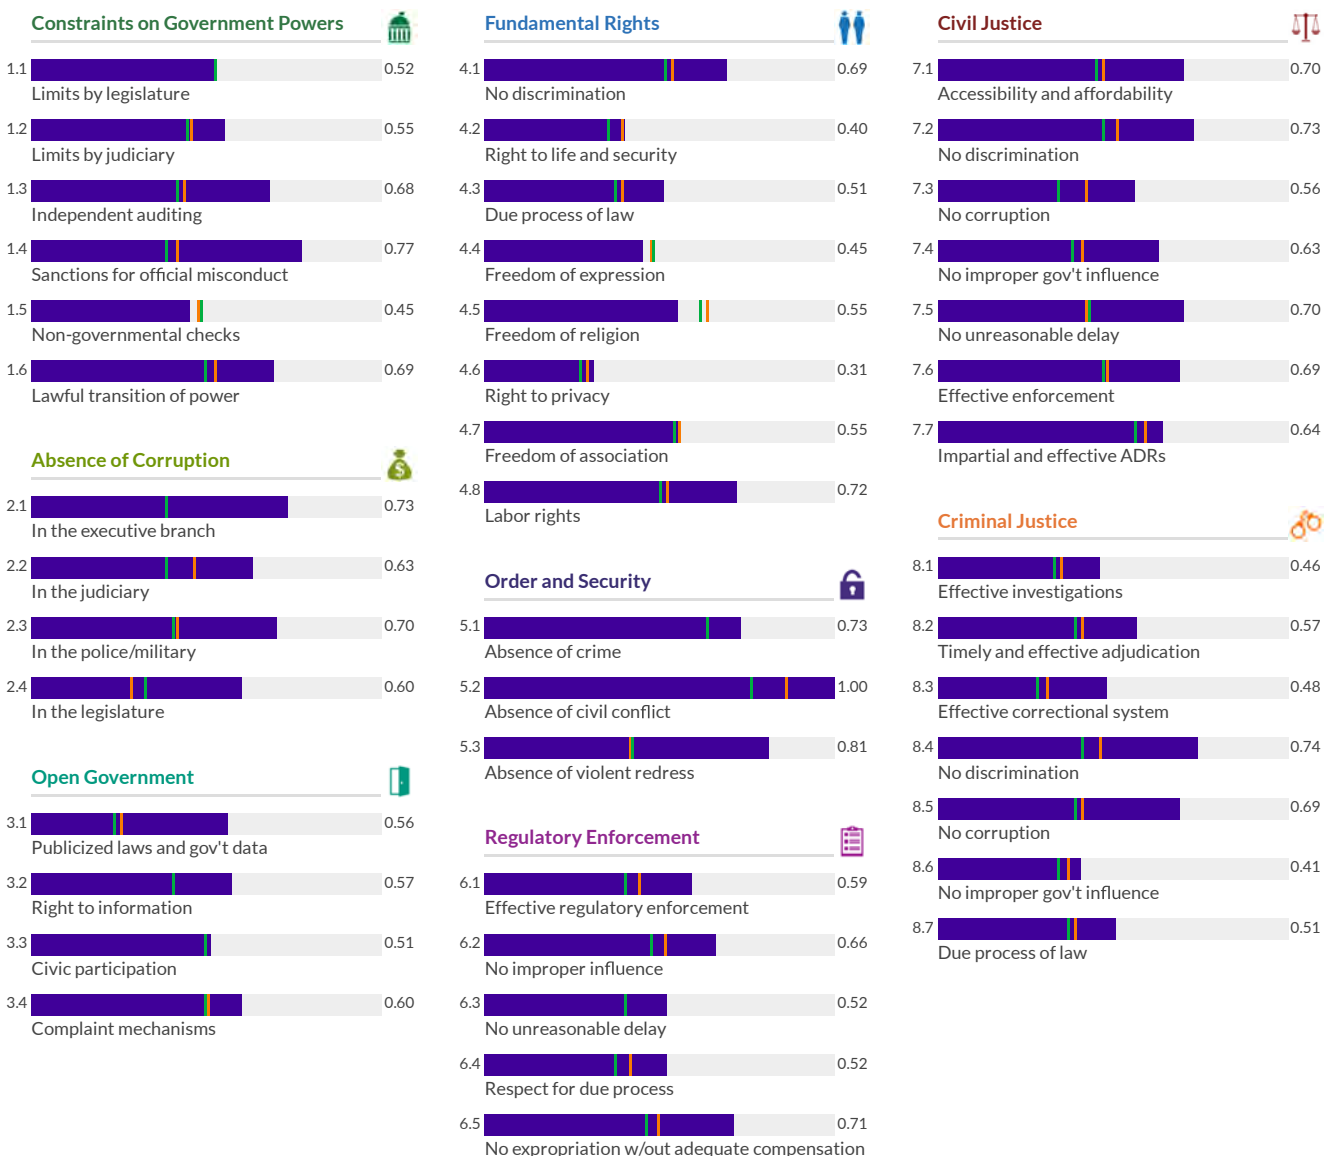 Constraints on Government Powers
1.1 0.52
Limits by legislature
1.2 0.55
Limits by judiciary
1.3 0.68
Independent auditing
1.4 0.77
Sanctions for official misconduct
1.5 0.45
Non-governmental checks
1.6 0.69
Lawful transition of power
Absence of Corruption
$
2.1 0.73
In the executive branch
2.2 0.63
In the judiciary
2.3 0.70
In the police/military
2.4 0.60
In the legislature
Open Government
3.1 0.56
Publicized laws and gov't data
3.2 0.57
Right to information
3.3 0.51
Civic participation
3.4 0.60
Complaint mechanisms
Fundamental Rights
4.1 0.69
No discrimination
4.2 0.40
Right to life and security
4.3 0.51
Due process of law
4.4 0.45
Freedom of expression
4.5 0.55
Freedom of religion
4.6 0.31
Right to privacy
4.7 0.55
Freedom of association
4.8 0.72
Labor rights
Order and Security
5.1 0.73
Absence of crime
5.2 1.00
Absence of civil conflict
5.3 0.81
Absence of violent redress
Regulatory Enforcement
6.1 0.59
Effective regulatory enforcement
6.2 0.66
No improper influence
6.3 0.52
No unreasonable delay
6.4 0.52
Respect for due process
6.5 0.71
No expropriation w/out adequate compensation
Civil Justice
7.1 0.70
Accessibility and affordability
7.2 0.73
No discrimination
7.3 0.56
No corruption
7.4 0.63
No improper gov't influence
7.5 0.70
No unreasonable delay
7.6 0.69
Effective enforcement
7.7 0.64
Impartial and effective ADRs
Criminal Justice
8.1 0.46
Effective investigations
8.2 0.57
Timely and effective adjudication
8.3 0.48
Effective correctional system
8.4 0.74
No discrimination
8.5 0.69
No corruption
8.6 0.41
No improper gov't influence
8.7 0.51
Due process of law